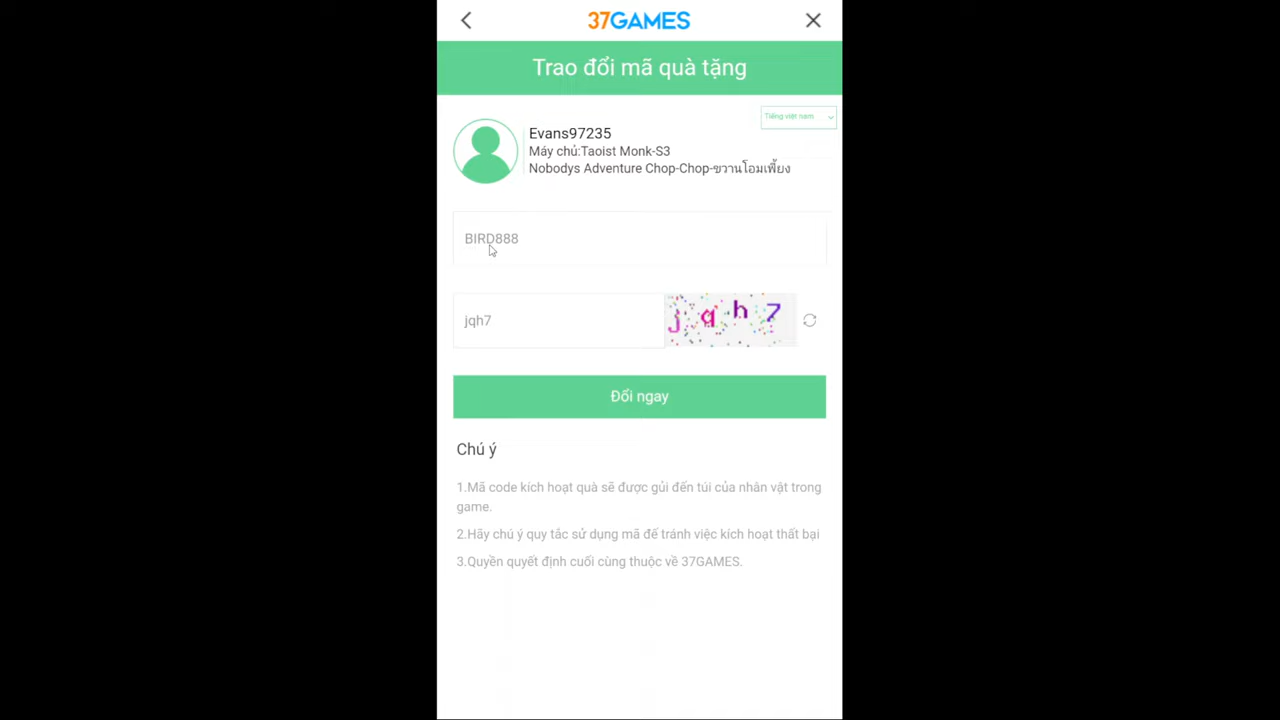 37GAMES
Trao đổi mã quà tặng
Tiếng việt nam
Evans97235
Máy chủ:Taoist Monk-S3
Nobodys Adventure Chop-Chop-ขวานโอมเพี้ยง
BIRD888
jqh7
jqh7
Đổi ngay
Chú ý
1.Mã code kích hoạt quà sẽ được gủi đến túi của nhân vật trong
game.
2.Hãy chú ý quy tắc sử dụng mã để tránh việc kích hoạt thất bại
3.Quyền quyết định cuối cùng thuộc về 37GAMES.